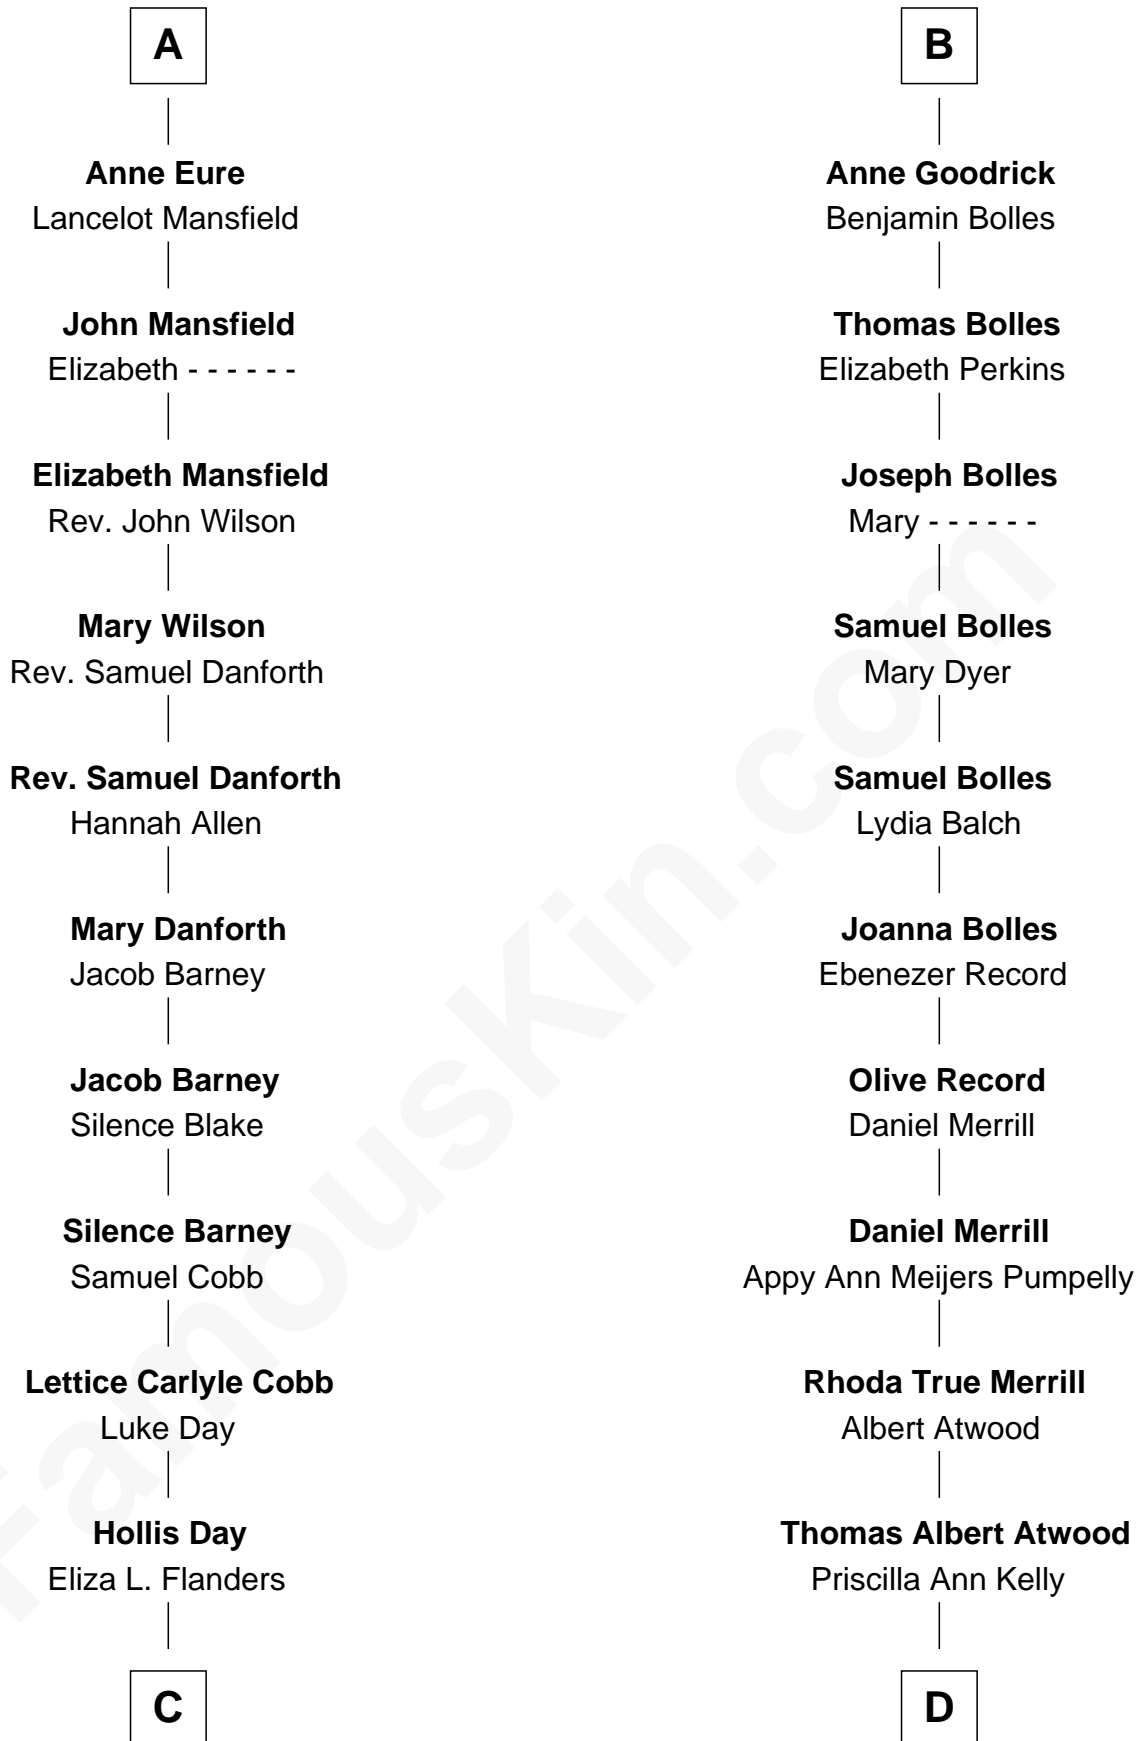 A
Anne Eure
Lancelot Mansfield
John Mansfield
Elizabeth - - - - - -
Elizabeth Mansfield
Rev. John Wilson
Mary Wilson
Rev. Samuel Danforth
Rev. Samuel Danforth
Hannah Allen
Mary Danforth
Jacob Barney
Jacob Barney
Silence Blake
Silence Barney
Samuel Cobb
Lettice Carlyle Cobb
Luke Day
Hollis Day
Eliza L. Flanders
C
B
Anne Goodrick
Benjamin Bolles
Thomas Bolles
Elizabeth Perkins
Joseph Bolles
Mary - - - - - -
Samuel Bolles
Mary Dyer
Samuel Bolles
Lydia Balch
Joanna Bolles
Ebenezer Record
Olive Record
Daniel Merrill
Daniel Merrill
Appy Ann Meijers Pumpelly
Rhoda True Merrill
Albert Atwood
Thomas Albert Atwood
Priscilla Ann Kelly
D
FamousKin.com